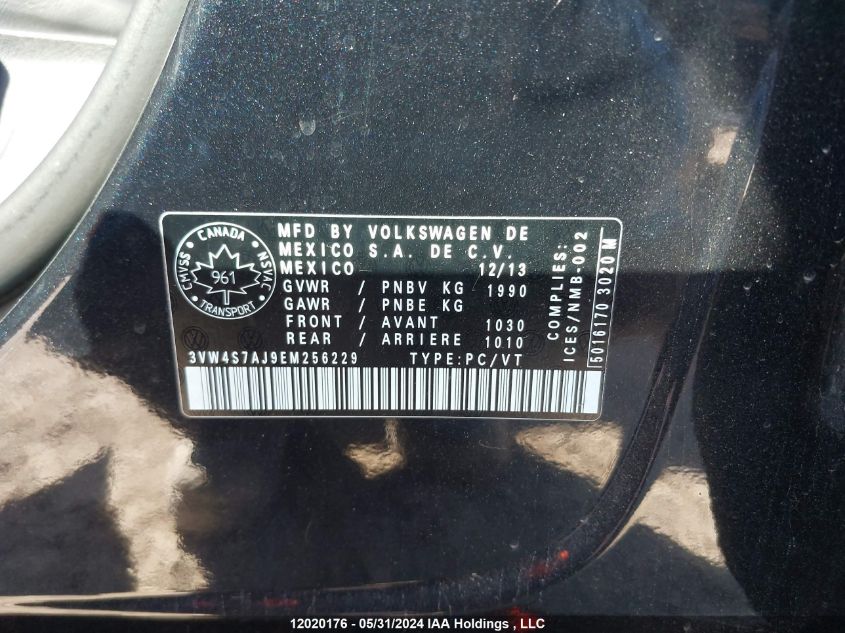 CANADA
CMVSS
NSVAC
961
TRANSPORT
MFD BY VOLKSWAGEN DE
MEXICO S.A. DE C.V.
MEXICO 12/13
GVWR / PNBV KG 1990
GAWR / PNBE KG
FRONT / AVANT 1030
REAR / ARRIERE 1010
3VW4S7AJ9EM256229 TYPE:PC/VT
COMPLIES:
ICES/NMB-002
5016170 3020 M
12020176 - 05/31/2024 IAA Holdings , LLC